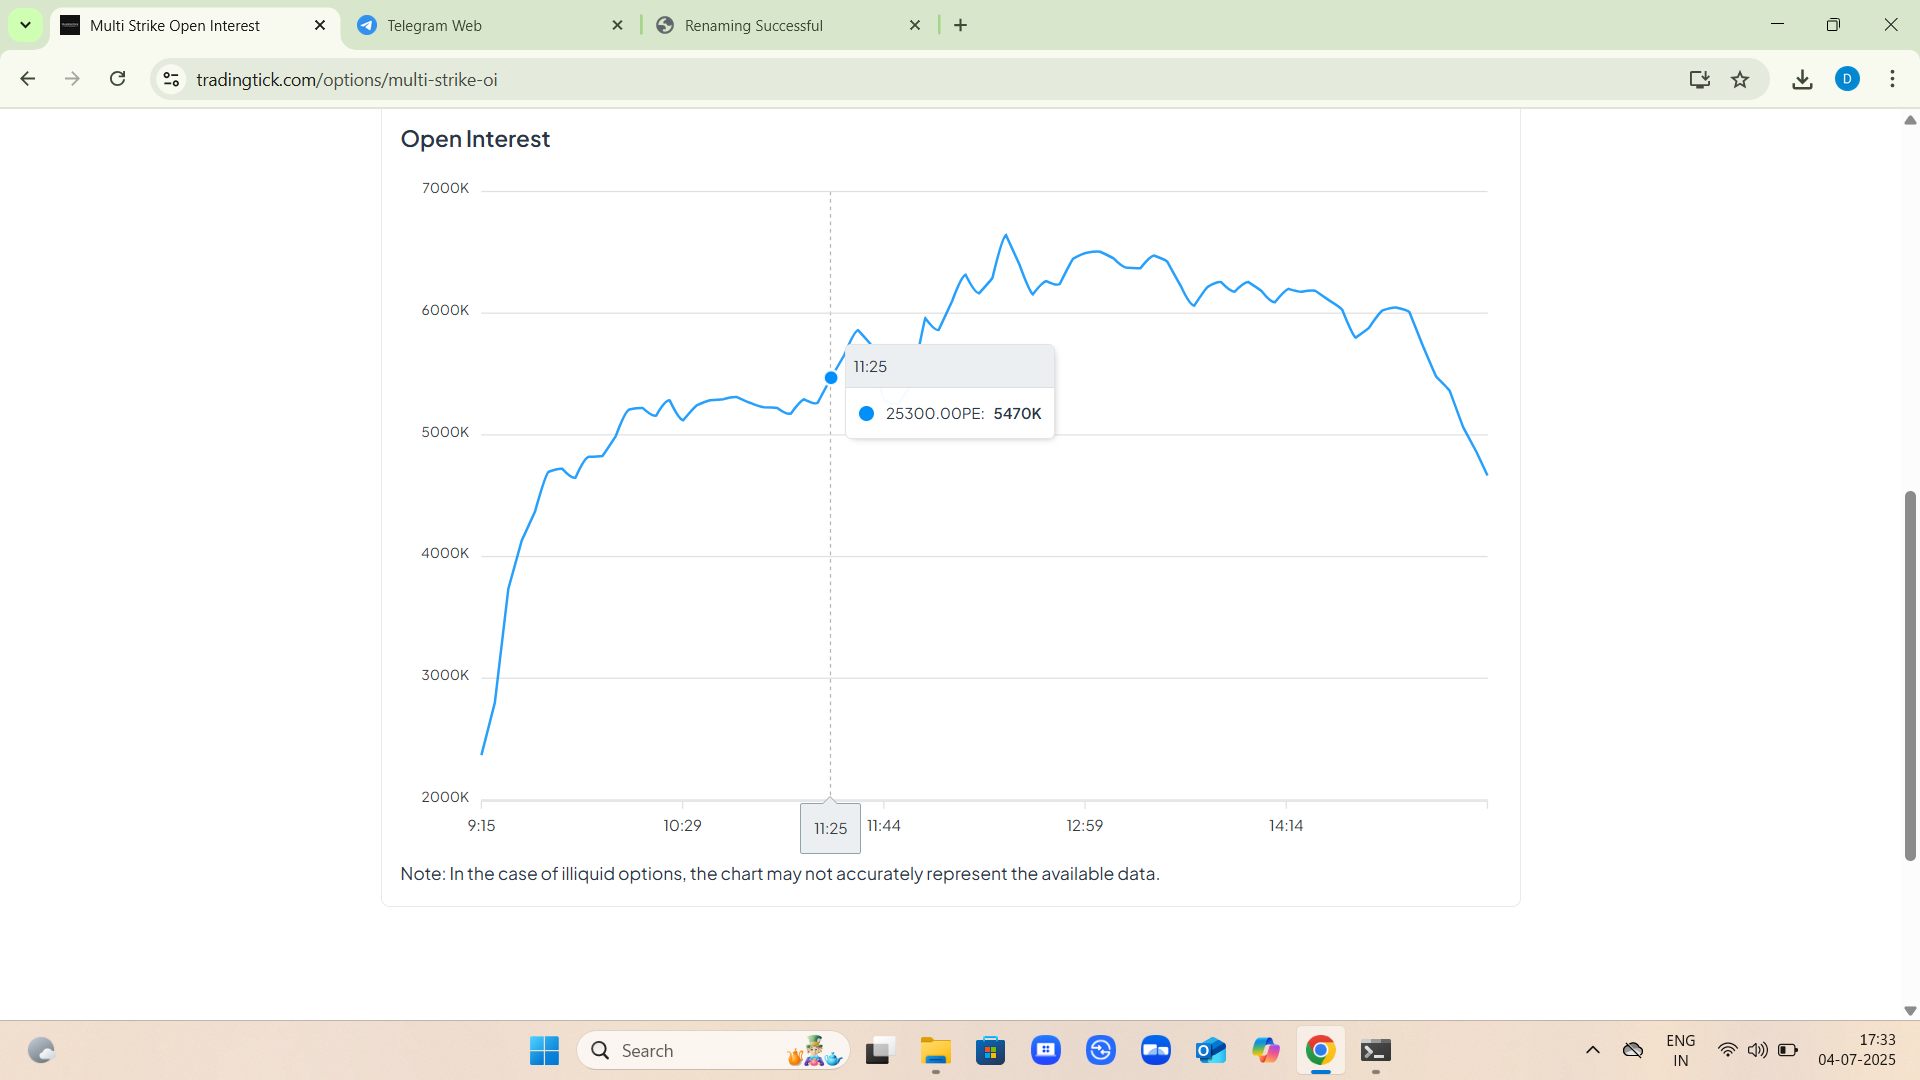 Multi Strike Open Interest
Telegram Web
Renaming Successful
tradingtick.com/options/multi-strike-oi
D
Open Interest
7000K
6000K
5000K
4000K
3000K
2000K
11:25
25300.00PE: 5470K
9:15
10:29
11:25
11:44
12:59
14:14
Note: In the case of illiquid options, the chart may not accurately represent the available data.
Search
ENG
IN
17:33
04-07-2025